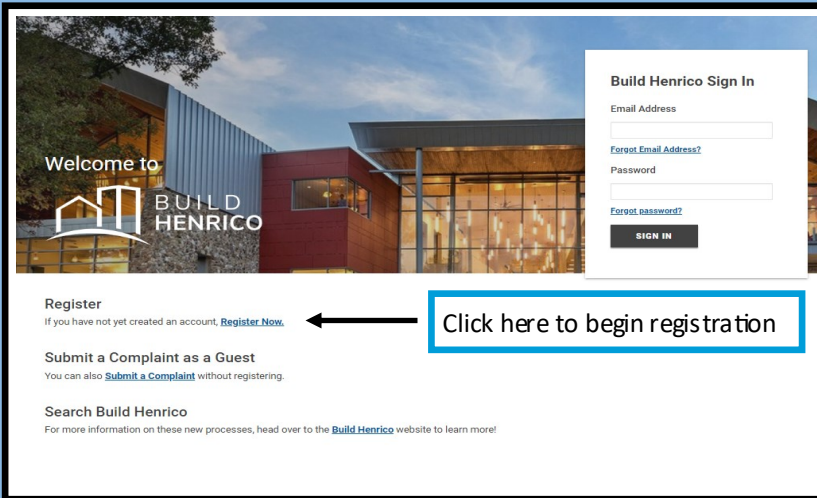 Welcome to
BUILD
HENRICO
Build Henrico Sign In
Email Address
Forgot Email Address?
Password
Forgot password?
SIGN IN
Register
If you have not yet created an account, Register Now.
Click here to begin registration
Submit a Complaint as a Guest
You can also Submit a Complaint without registering.
Search Build Henrico
For more information on these new processes, head over to the Build Henrico website to learn more!